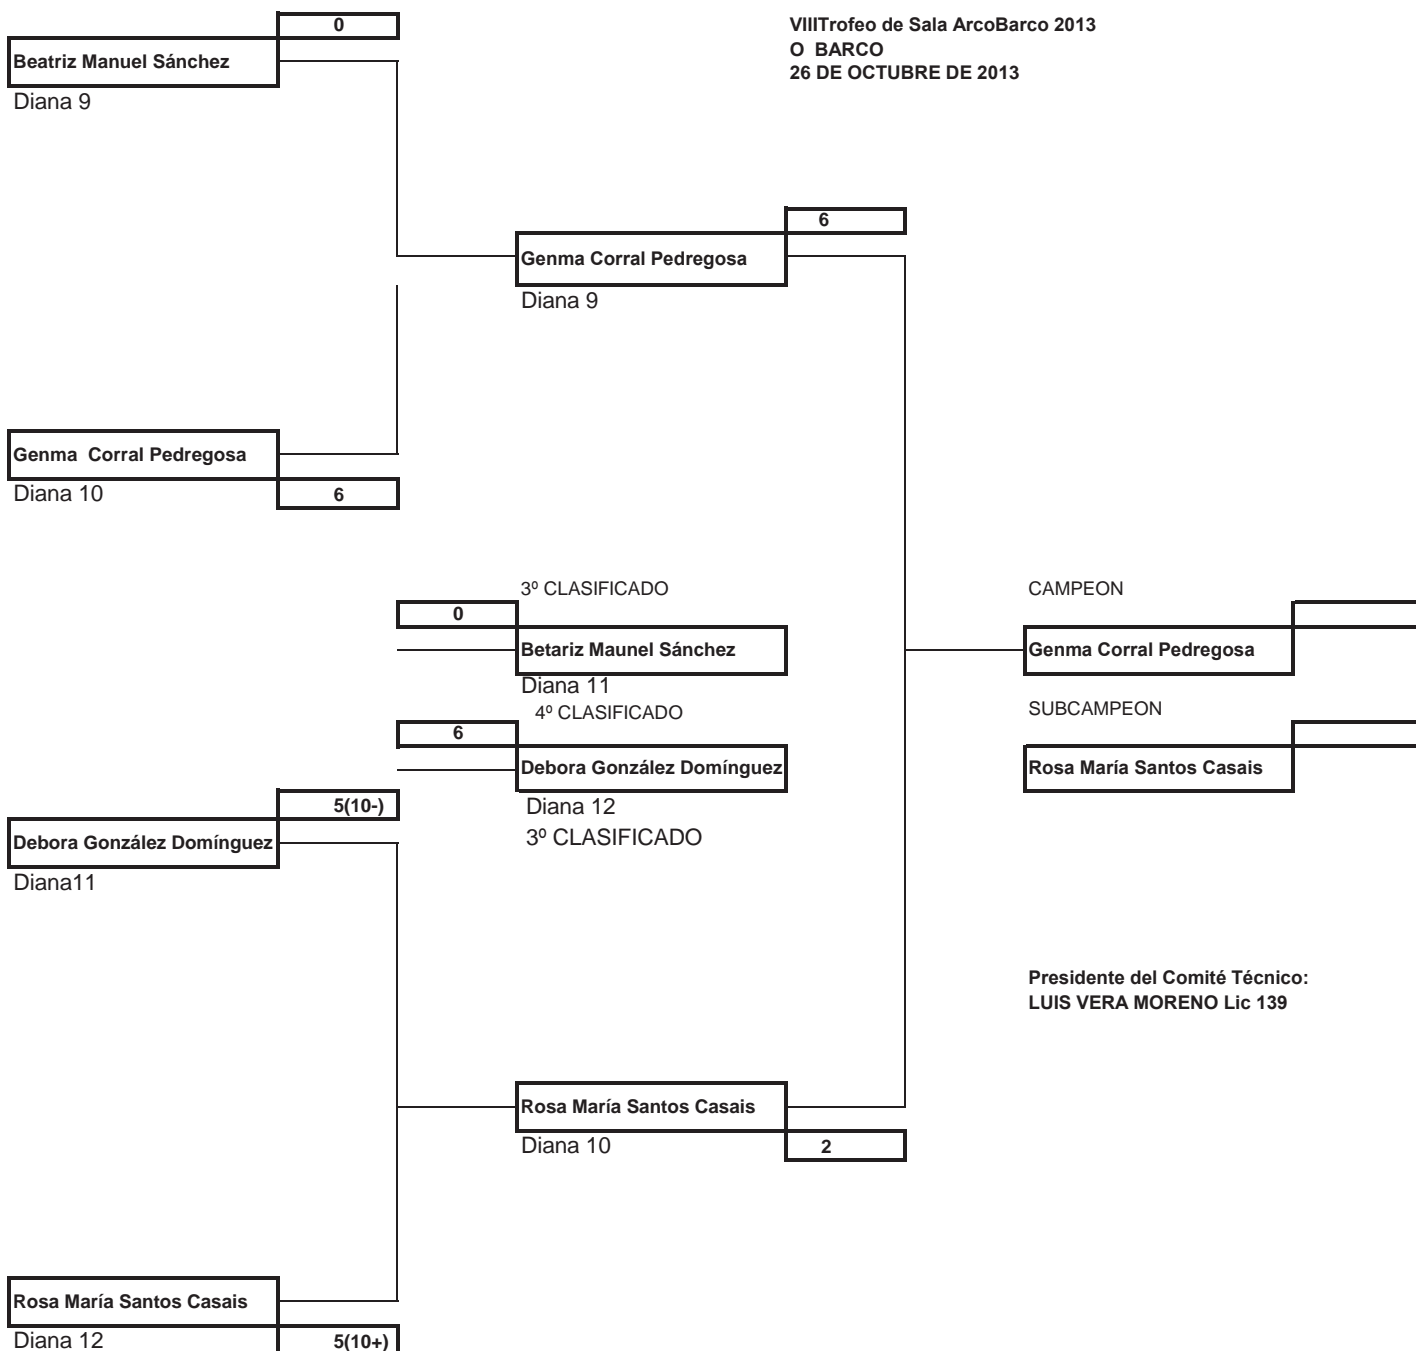 0
VIIITrofeo de Sala ArcoBarco 2013
Beatriz Manuel Sánchez
O BARCO
26 DE OCTUBRE DE 2013
Diana 9
6
Genma Corral Pedregosa
Diana 9
Genma Corral Pedregosa
Diana 10
6
3º CLASIFICADO
CAMPEON
0
Betariz Maunel Sánchez
Genma Corral Pedregosa
Diana 11
4º CLASIFICADO
SUBCAMPEON
6
Debora González Domínguez
Rosa María Santos Casais
5(10-)
Diana 12
Debora González Domínguez
3º CLASIFICADO
Diana11
Presidente del Comité Técnico:
LUIS VERA MORENO Lic 139
Rosa María Santos Casais
Diana 10
2
Rosa María Santos Casais
Diana 12
5(10+)